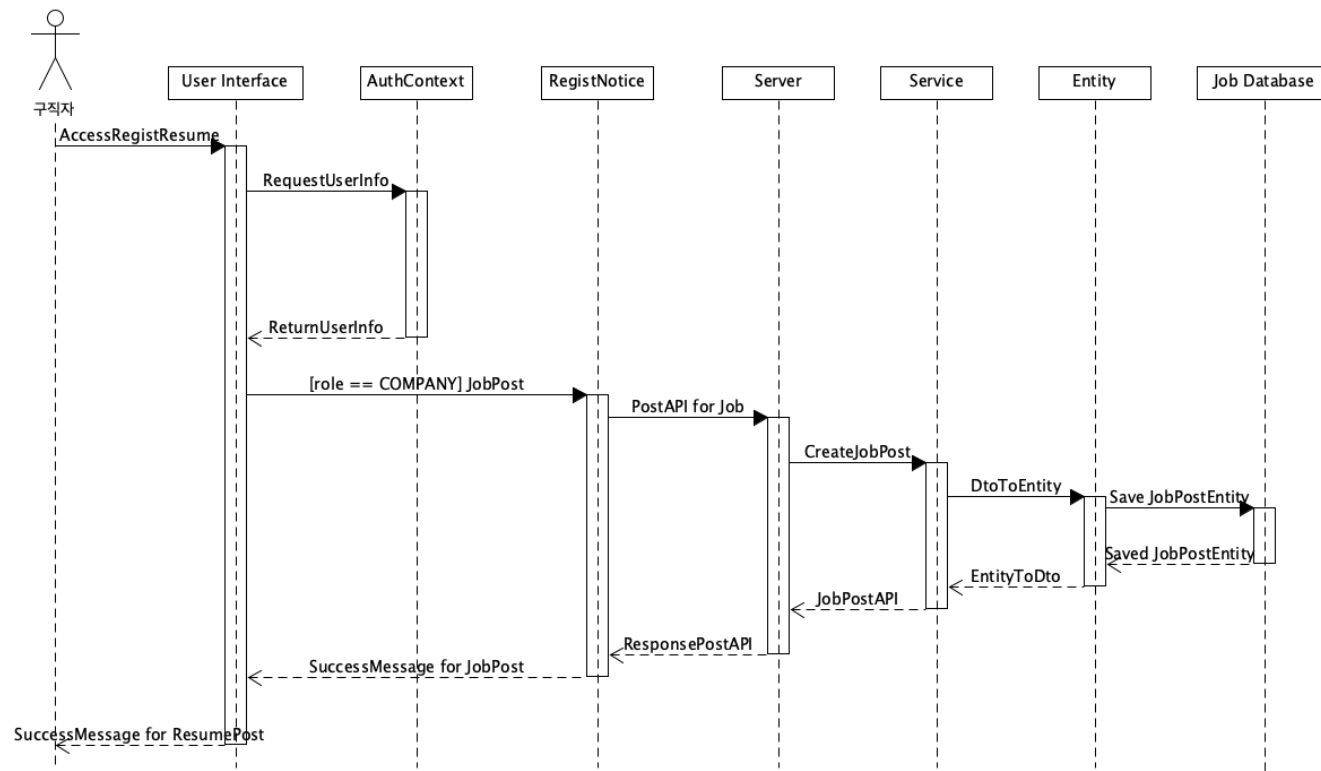 User Interface
AuthContext
RegistNotice
Server
Service
Entity
Job Database
구직자
AccessRegistResume
RequestUserInfo
ReturnUserInfo
[role == COMPANY] JobPost
PostAPI for Job
CreateJobPost
DtoToEntity
Save JobPostEntity
Saved JobPostEntity
EntityToDto
JobPostAPI
ResponsePostAPI
SuccessMessage for JobPost
SuccessMessage for ResumePost